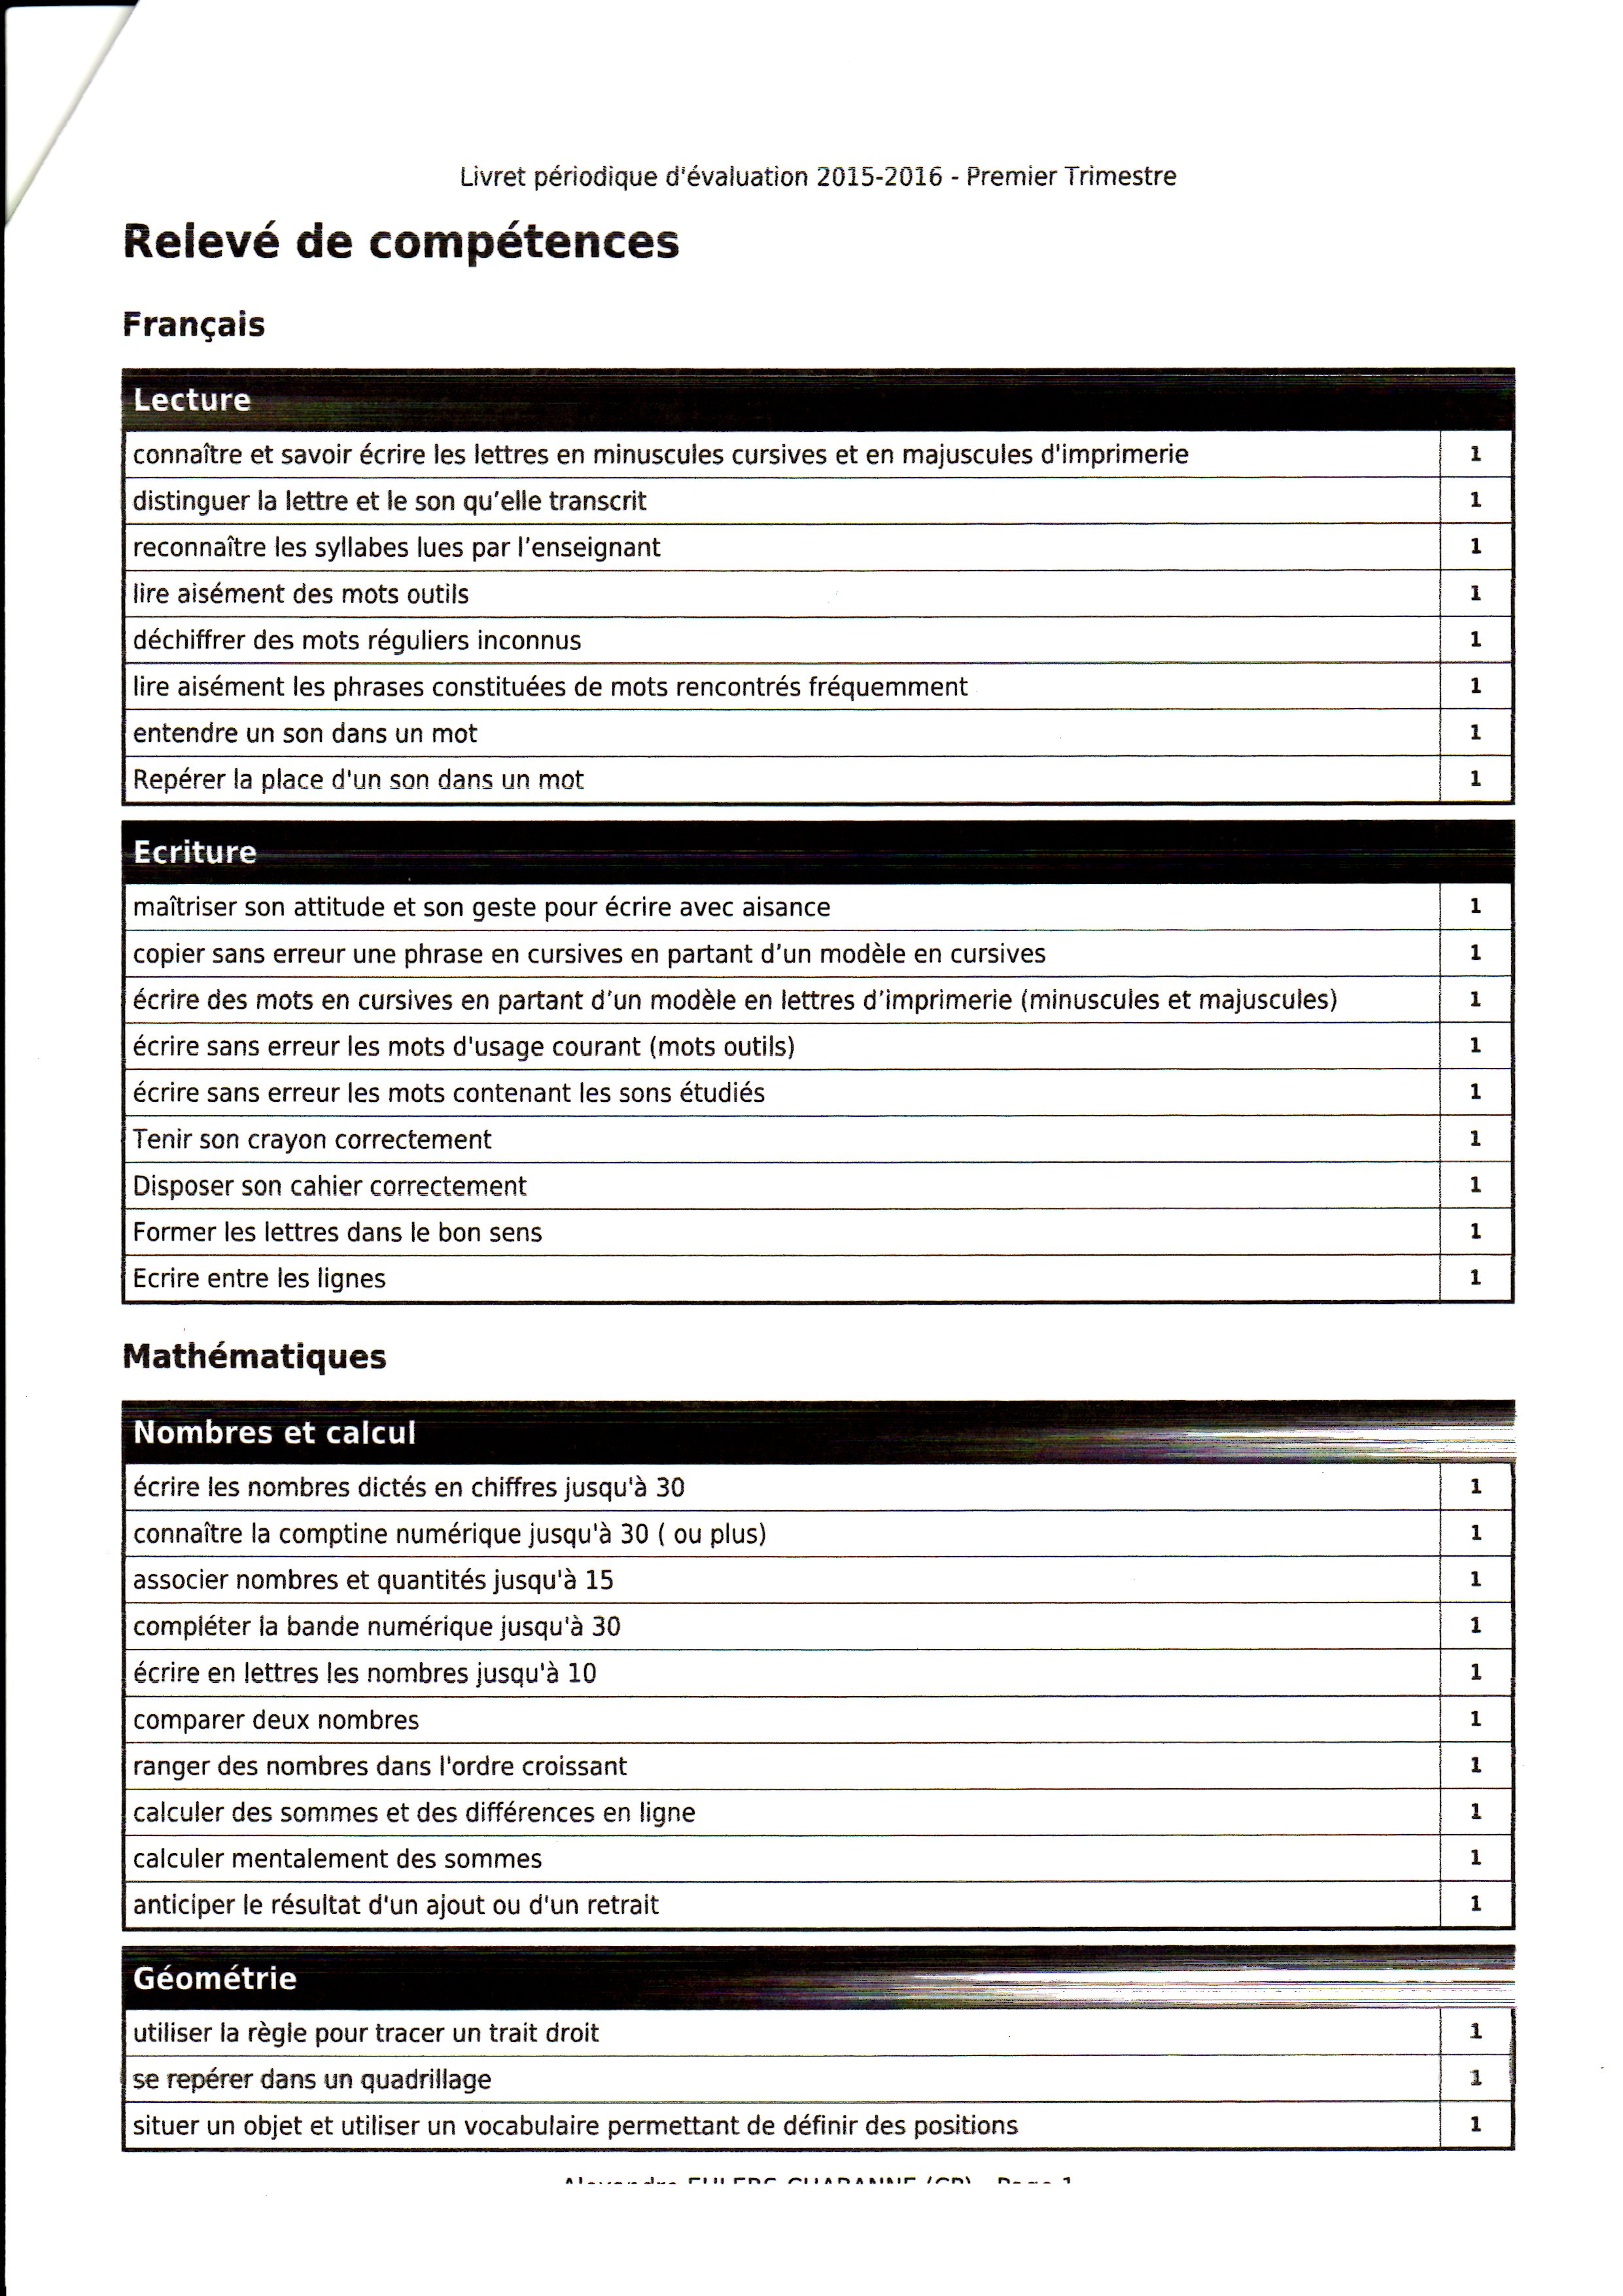 Livret périodique d'évaluation 2015-2016 - Premier Trimestre
Relevé de compétences
Français
Lecture
connaître et savoir écrire les lettres en minuscules cursives et en majuscules d'imprimerie 1
distinguer la lettre et le son qu’elle transcrit 1
reconnaître les syllabes lues par l’enseignant 1
lire aisément des mots outils 1
déchiffrer des mots réguliers inconnus 1
lire aisément les phrases constituées de mots rencontrés fréquemment 1
entendre un son dans un mot 1
Repérer la place d'un son dans un mot 1
Ecriture
maîtriser son attitude et son geste pour écrire avec aisance 1
copier sans erreur une phrase en cursives en partant d’un modèle en cursives 1
écrire des mots en cursives en partant d’un modèle en lettres d’imprimerie (minuscules et majuscules) 1
écrire sans erreur les mots d'usage courant (mots outils) 1
écrire sans erreur les mots contenant les sons étudiés 1
Tenir son crayon correctement 1
Disposer son cahier correctement 1
Former les lettres dans le bon sens 1
Ecrire entre les lignes 1
Mathématiques
Nombres et calcul
écrire les nombres dictés en chiffres jusqu'à 30 1
connaître la comptine numérique jusqu'à 30 ( ou plus) 1
associer nombres et quantités jusqu'à 15 1
compléter la bande numérique jusqu'à 30 1
écrire en lettres les nombres jusqu'à 10 1
comparer deux nombres 1
ranger des nombres dans l'ordre croissant 1
calculer des sommes et des différences en ligne 1
calculer mentalement des sommes 1
anticiper le résultat d'un ajout ou d'un retrait 1
Géométrie
utiliser la règle pour tracer un trait droit 1
se repérer dans un quadrillage 1
situer un objet et utiliser un vocabulaire permettant de définir des positions 1
Alexandre (CP) - Page 1